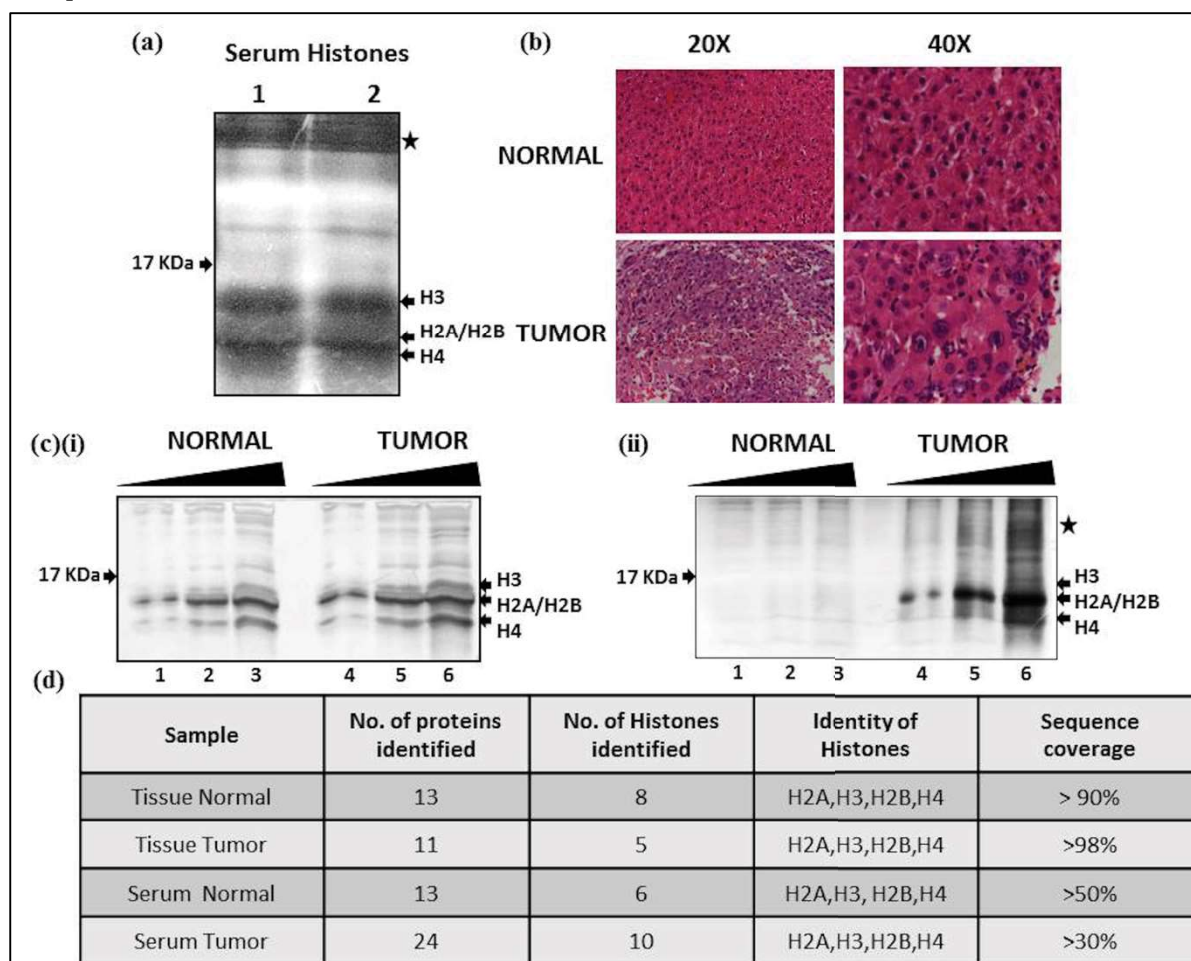 (a)
Serum Histones
1 2
★
17 KDa
H3
H2A/H2B
H4
(b)
20X 40X
NORMAL
TUMOR
(c)(i)
NORMAL TUMOR
17 KDa
H3
H2A/H2B
H4
1 2 3 4 5 6
(ii)
NORMAL TUMOR
★
17 KDa
H3
H2A/H2B
H4
1 2 3 4 5 6
(d)
Sample No. of proteins identified No. of Histones identified Identity of Histones Sequence coverage
Tissue Normal 13 8 H2A,H3,H2B,H4 > 90%
Tissue Tumor 11 5 H2A,H3,H2B,H4 >98%
Serum Normal 13 6 H2A,H3, H2B,H4 >50%
Serum Tumor 24 10 H2A,H3,H2B,H4 >30%